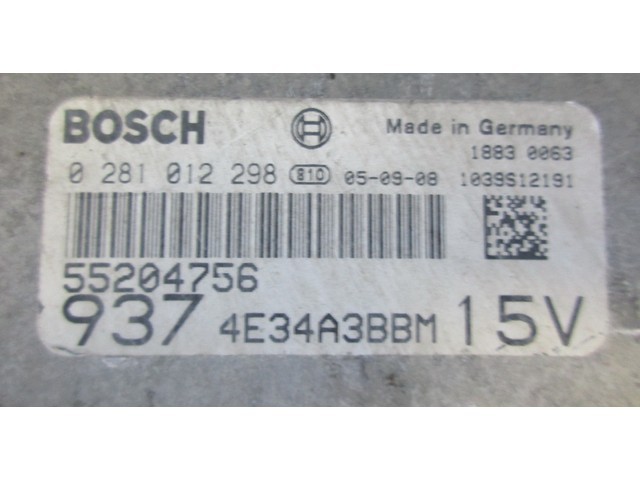 BOSCH Made in Germany
1883 0063
0 281 012 298 810 05-09-08 1039S12191
55204756
937 4E34A3BBM 15V